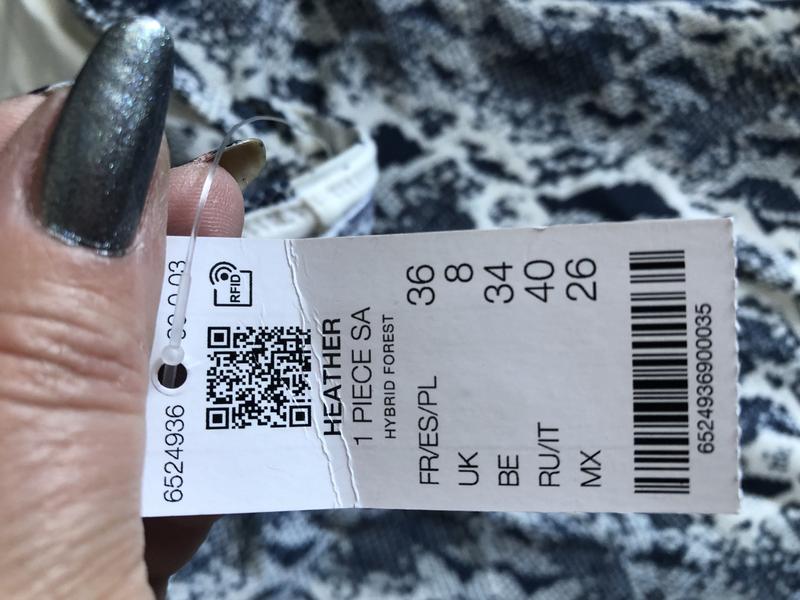 6524936
RFID
HEATHER
1 PIECE SA
HYBRID FOREST
FR/ES/PL 36
UK 8
BE 34
RU/IT 40
MX 26
6524936900035